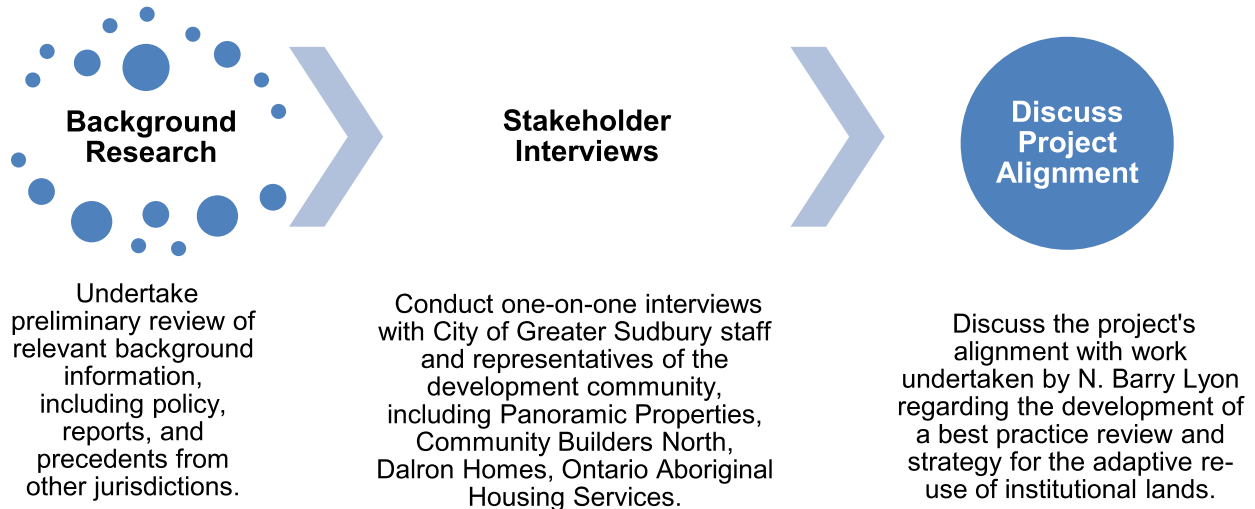 Background
Research
Undertake
preliminary review of
relevant background
information,
including policy,
reports, and
precedents from
other jurisdictions.
Stakeholder
Interviews
Conduct one-on-one interviews
with City of Greater Sudbury staff
and representatives of the
development community,
including Panoramic Properties,
Community Builders North,
Dalron Homes, Ontario Aboriginal
Housing Services.
Discuss
Project
Alignment
Discuss the project's
alignment with work
undertaken by N. Barry Lyon
regarding the development of
a best practice review and
strategy for the adaptive re-
use of institutional lands.